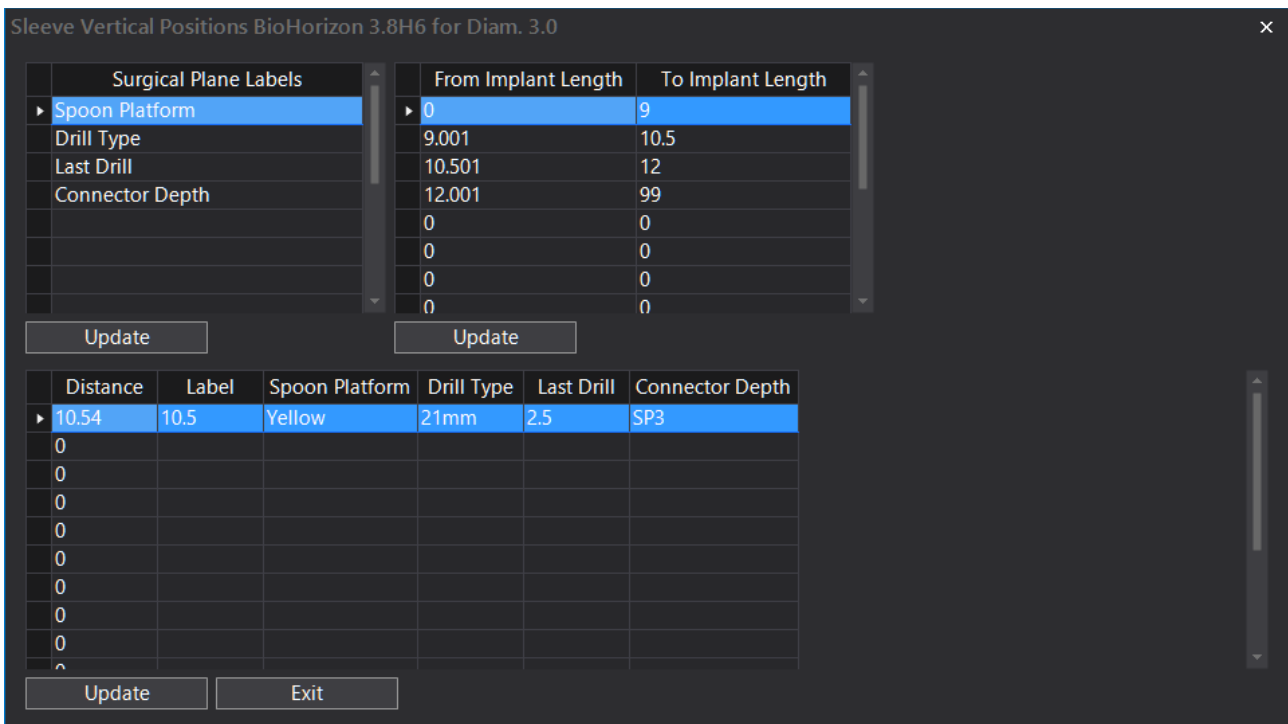 Sleeve Vertical Positions BioHorizon 3.8H6 for Diam. 3.0
Surgical Plane Labels
Spoon Platform
Drill Type
Last Drill
Connector Depth
Update
From Implant Length To Implant Length
0 9
9.001 10.5
10.501 12
12.001 99
0 0
0 0
0 0
0 0
Update
Distance Label Spoon Platform Drill Type Last Drill Connector Depth
10.54 10.5 Yellow 21mm 2.5 SP3
0
0
0
0
0
0
0
0
0
Update Exit